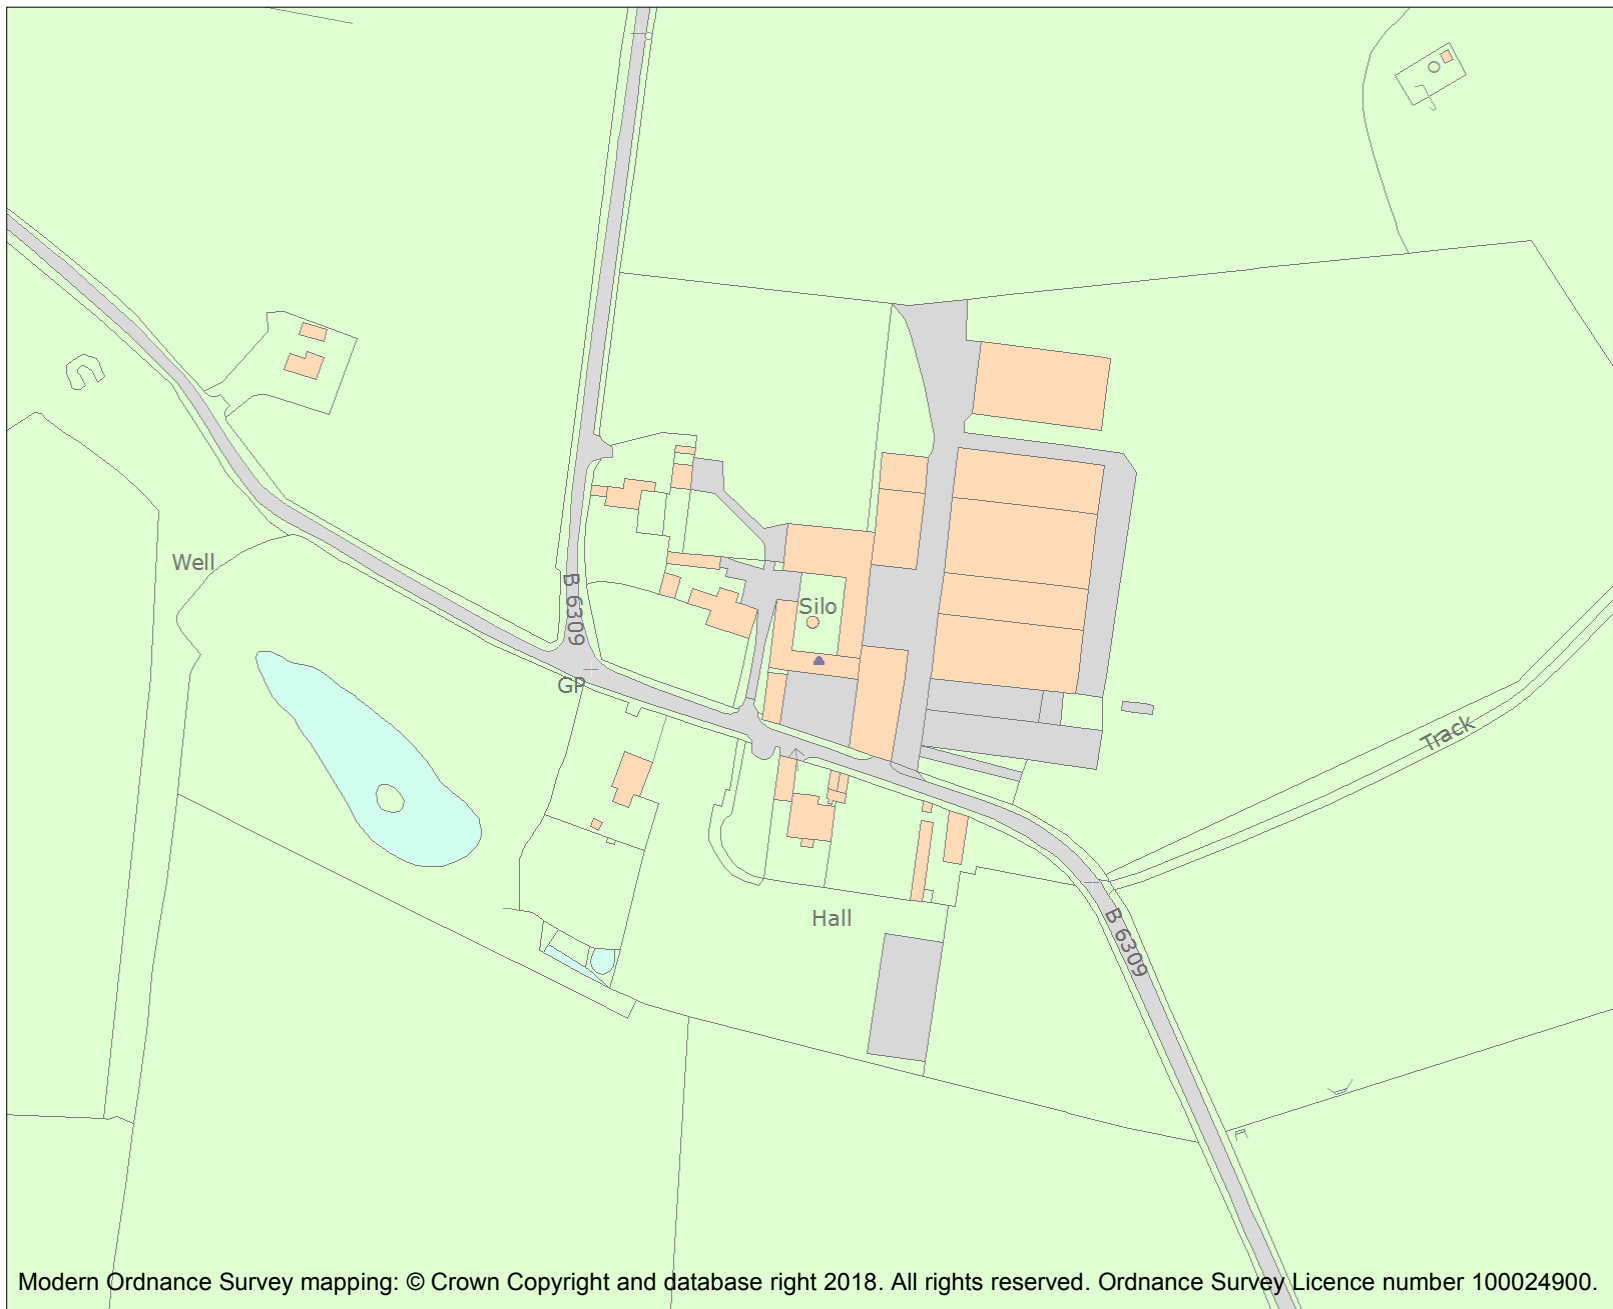 Well
B 6309
Silo
GP
Track
Hall
B 6309
Modern Ordnance Survey mapping: © Crown Copyright and database right 2018. All rights reserved. Ordnance Survey Licence number 100024900.